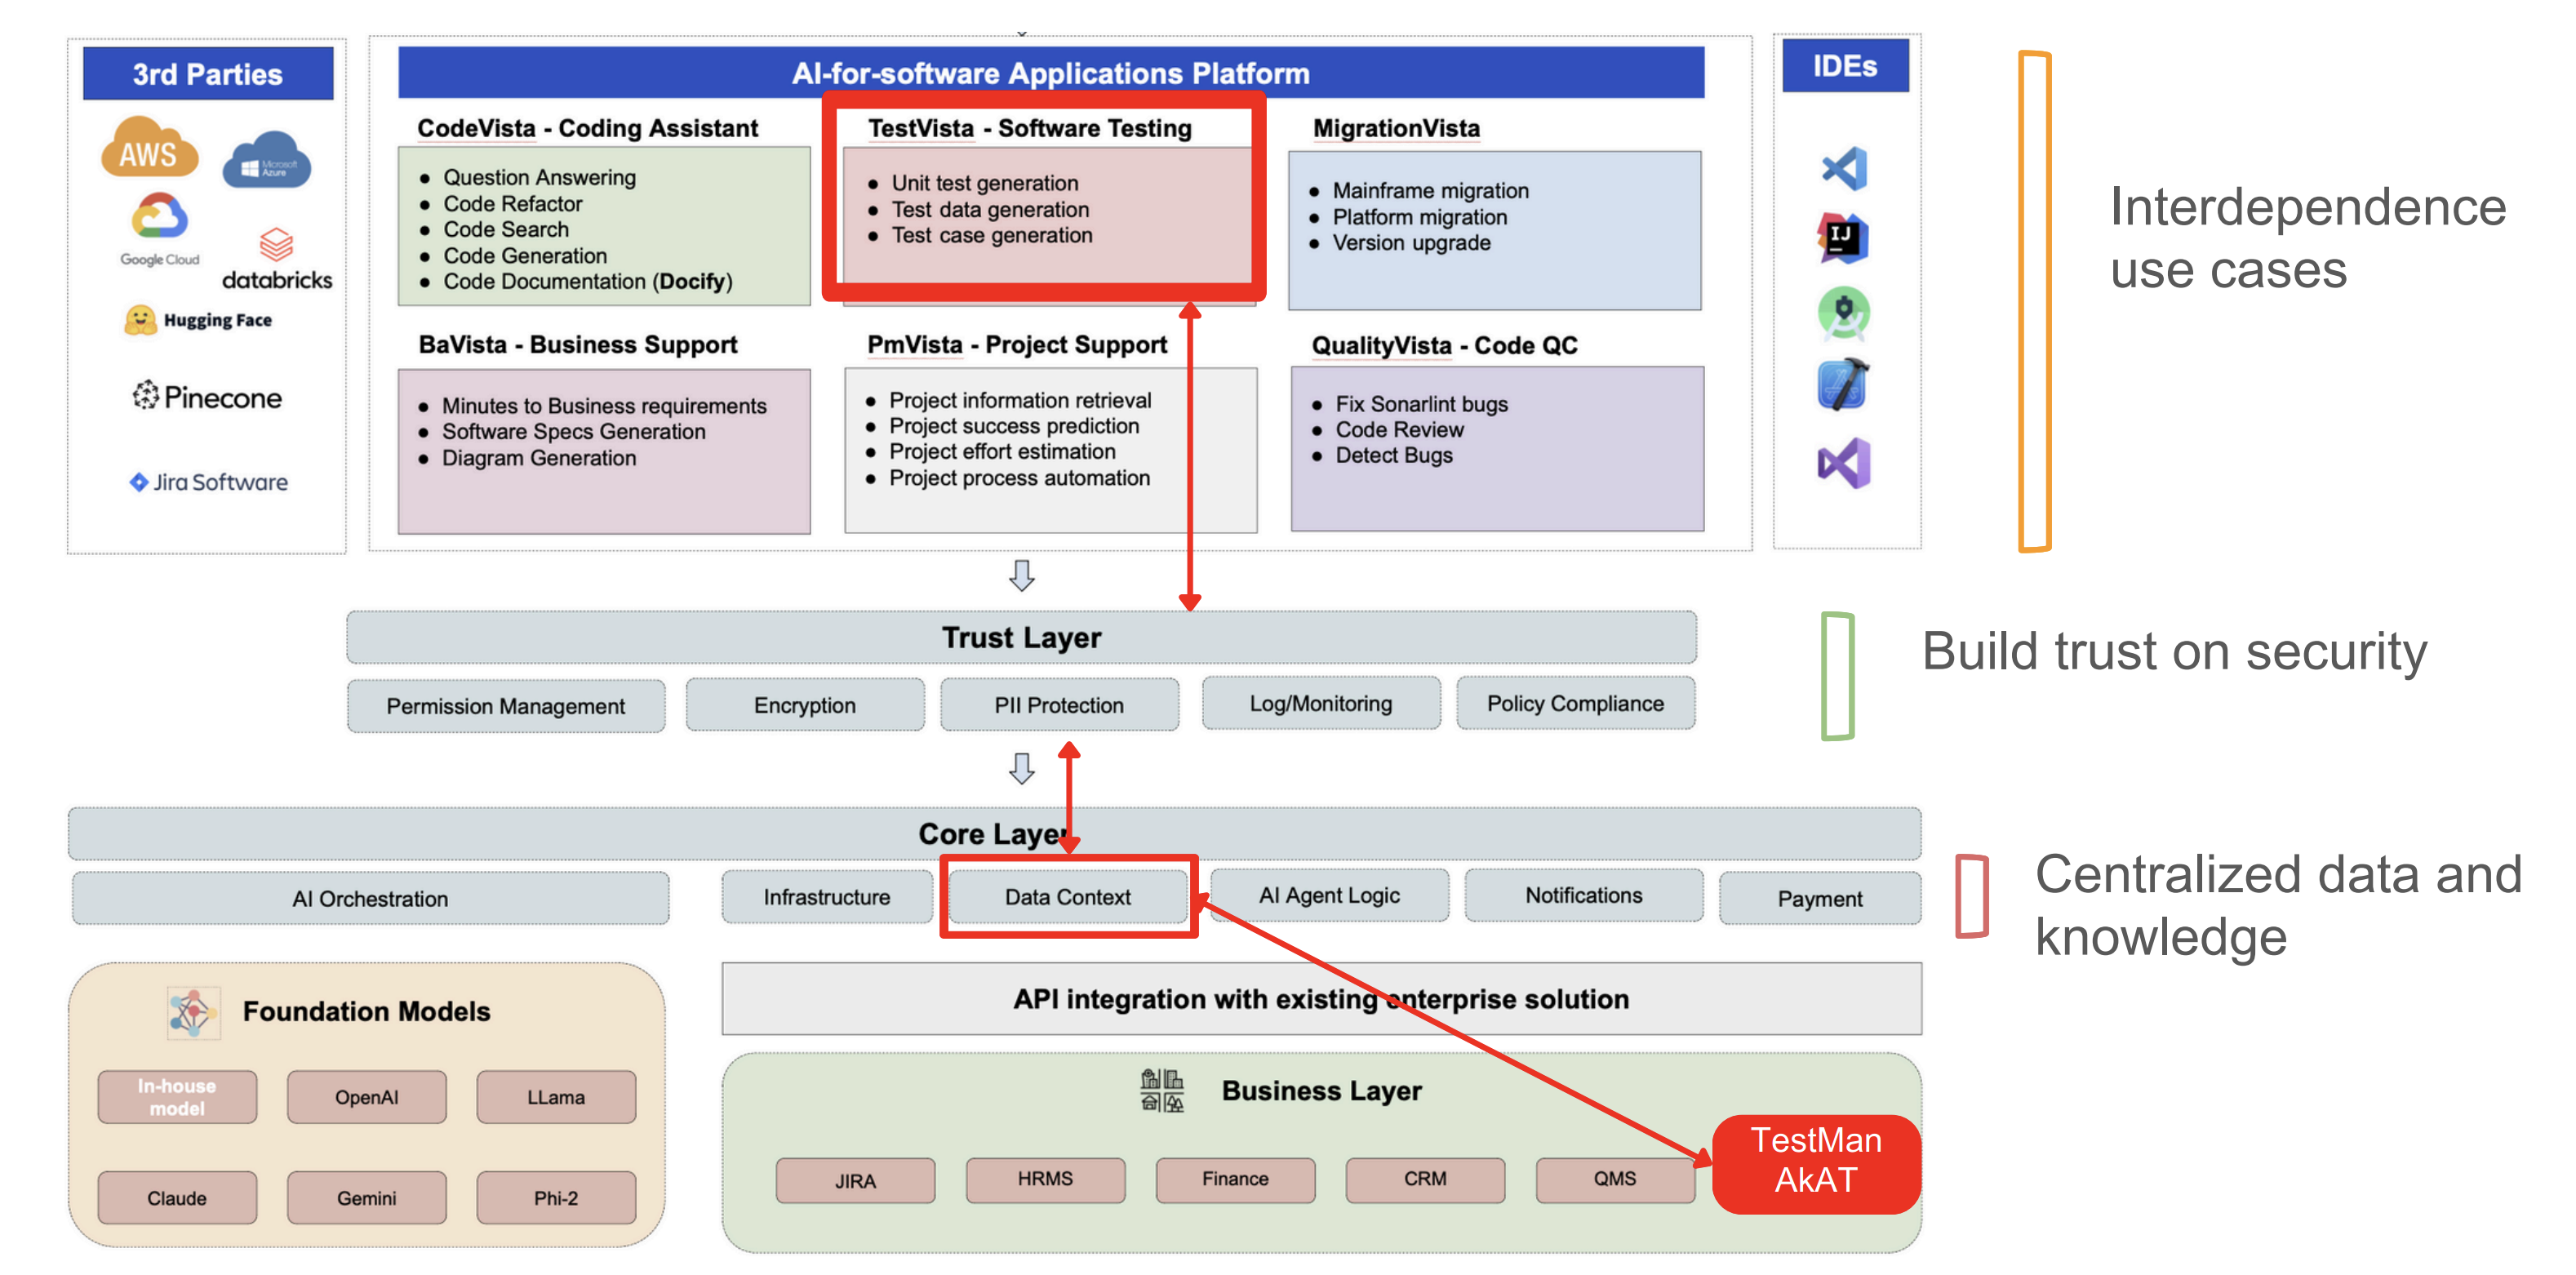 3rd Parties
AWS
Microsoft
Azure
Google Cloud
databricks
Hugging Face
Pinecone
Jira Software
AI-for-software Applications Platform
CodeVista - Coding Assistant
● Question Answering
● Code Refactor
● Code Search
● Code Generation
● Code Documentation (Docify)
TestVista - Software Testing
● Unit test generation
● Test data generation
● Test case generation
MigrationVista
● Mainframe migration
● Platform migration
● Version upgrade
BaVista - Business Support
● Minutes to Business requirements
● Software Specs Generation
● Diagram Generation
PmVista - Project Support
● Project information retrieval
● Project success prediction
● Project effort estimation
● Project process automation
QualityVista - Code QC
● Fix Sonarlint bugs
● Code Review
● Detect Bugs
IDEs
IJ
Interdependence
use cases
Trust Layer
Permission Management
Encryption
PII Protection
Log/Monitoring
Policy Compliance
Build trust on security
Core Layer
AI Orchestration
Infrastructure
Data Context
AI Agent Logic
Notifications
Payment
Centralized data and
knowledge
Foundation Models
In-house
model
OpenAI
LLama
Claude
Gemini
Phi-2
API integration with existing enterprise solution
Business Layer
JIRA
HRMS
Finance
CRM
QMS
TestMan
AkAT